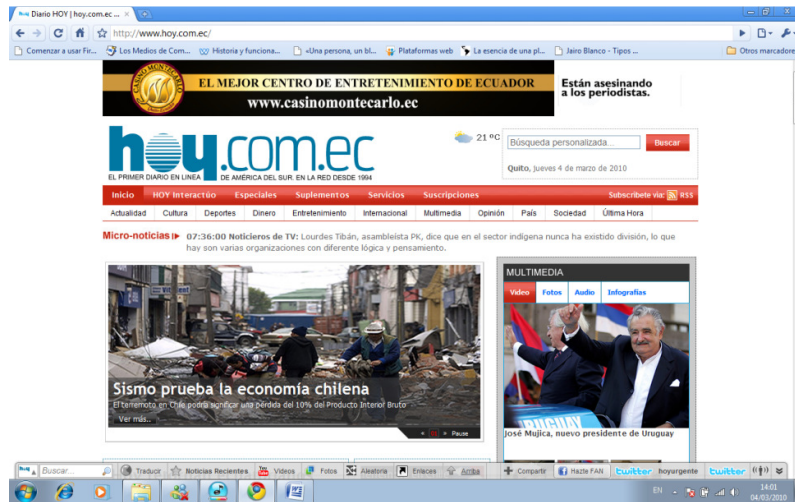 Diario HOY | hoy.com.ec ...
http://www.hoy.com.ec/
Comenzar a usar Fir...
Los Medios de Com...
Historia y funciona...
«Una persona, un bl...
Plataformas web
La esencia de una pl...
Jairo Blanco - Tipos ...
Otros marcadores
CASINO MONTECARLO
EL MEJOR CENTRO DE ENTRETENIMIENTO DE ECUADOR
www.casinomontecarlo.ec
Están asesinando
a los periodistas.
hoy.com.ec
EL PRIMER DIARIO EN LINEA DE AMÉRICA DEL SUR. EN LA RED DESDE 1994
21 ºC
Búsqueda personalizada...
Buscar
Quito, jueves 4 de marzo de 2010
Inicio HOY Interactúo Especiales Suplementos Servicios Suscripciones Subscríbete vía: RSS
Actualidad Cultura Deportes Dinero Entretenimiento Internacional Multimedia Opinión País Sociedad Última Hora
Micro-noticias
07:36:00 Noticieros de TV: Lourdes Tibán, asambleísta PK, dice que en el sector indígena nunca ha existido división, lo que
hay son varias organizaciones con diferente lógica y pensamiento.
Sismo prueba la economía chilena
El terremoto en Chile podría significar una pérdida del 10% del Producto Interior Bruto
Ver más..
Pause
MULTIMEDIA
Video Fotos Audio Infografías
URUGUAY
José Mujica, nuevo presidente de Uruguay
Buscar...
Traducir
Noticias Recientes
Videos
Fotos
Aleatoria
Enlaces
Arriba
Compartir
Hazte FAN
twitter hoyurgente
twitter
EN
14:01
04/03/2010